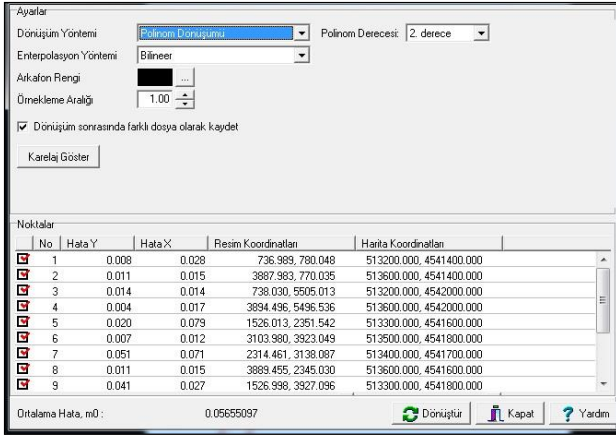 Ayarlar
Dönüşüm Yöntemi Polinom Dönüşümü Polinom Derecesi: 2. derece
Enterpolasyon Yöntemi Bilineer
Arkafon Rengi ...
Örnekleme Aralığı 1.00
Dönüşüm sonrasında farklı dosya olarak kaydet
Karelaj Göster
Noktalar
No Hata Y Hata X Resim Koordinatları Harita Koordinatları
1 0.008 0.028 736.989, 780.048 513200.000, 4541400.000
2 0.011 0.015 3887.983, 770.035 513600.000, 4541400.000
3 0.014 0.014 738.030, 5505.013 513200.000, 4542000.000
4 0.004 0.017 3894.496, 5496.536 513600.000, 4542000.000
5 0.020 0.079 1526.013, 2351.542 513300.000, 4541600.000
6 0.007 0.012 3103.980, 3923.049 513500.000, 4541800.000
7 0.051 0.071 2314.461, 3138.087 513400.000, 4541700.000
8 0.011 0.015 3889.455, 2345.030 513600.000, 4541600.000
9 0.041 0.027 1526.998, 3927.096 513300.000, 4541800.000
Ortalama Hata, m0 : 0.05655097 Dönüştür Kapat Yardım